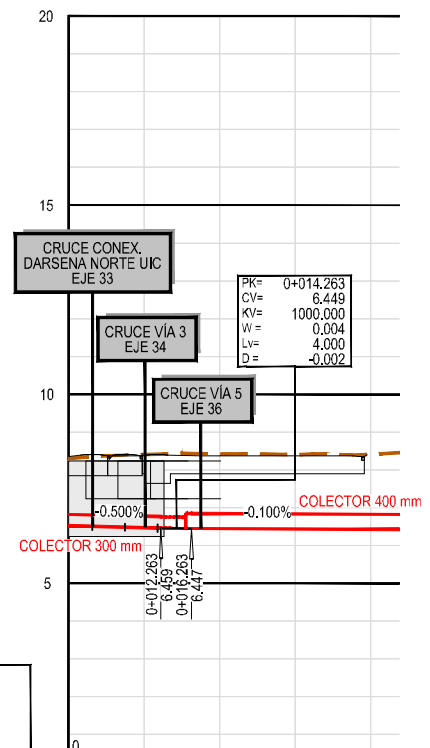 20
15
CRUCE CONEX.
DARSENA NORTE UIC
EJE 33
PK= 0+014.263
CV= 6.449
KV= 1000.000
W = 0.004
Lv= 4.000
D = -0.002
CRUCE VÍA 3
EJE 34
CRUCE VÍA 5
EJE 36
10
COLECTOR 400 mm
-0.500%
-0.100%
COLECTOR 300 mm
5
0+012.263
6.459
0+016.263
6.447
0